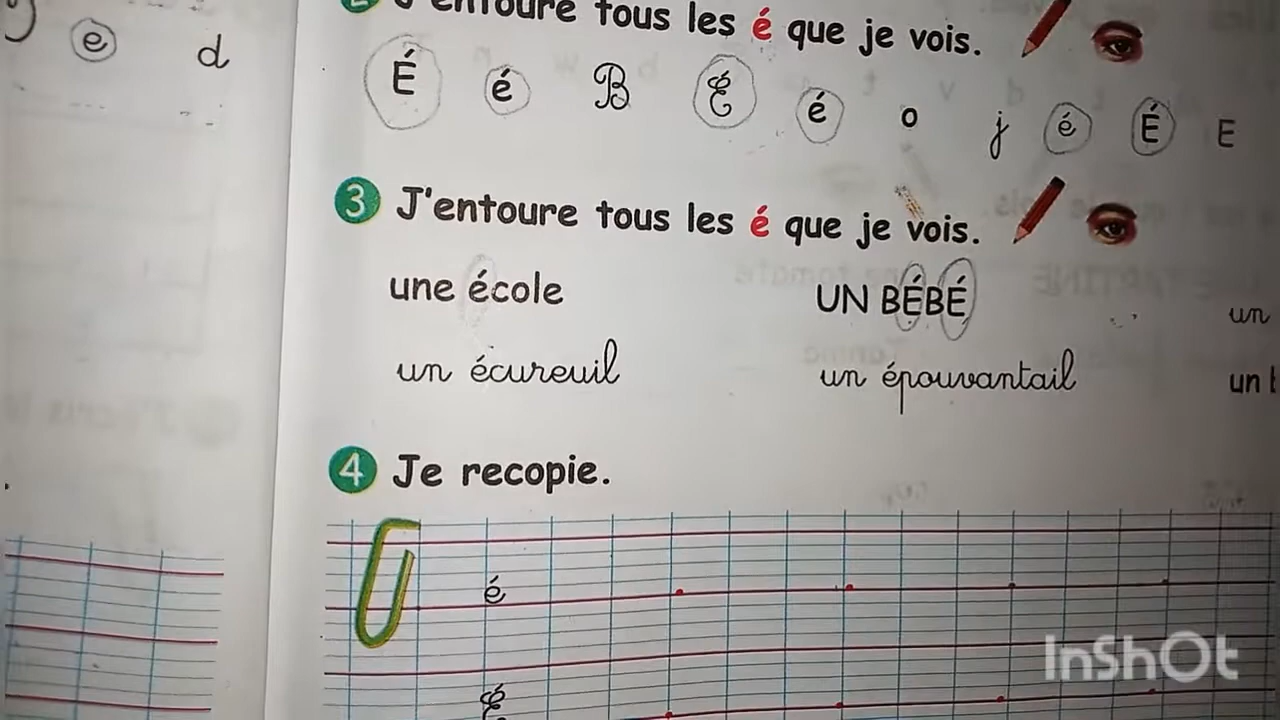 e d
J'entoure tous les é que je vois.
É é B É é o j é É E
3 J'entoure tous les é que je vois.
une école UN BÉBÉ un
un écureuil un épouvantail un
4 Je recopie.
é
É
InShOt